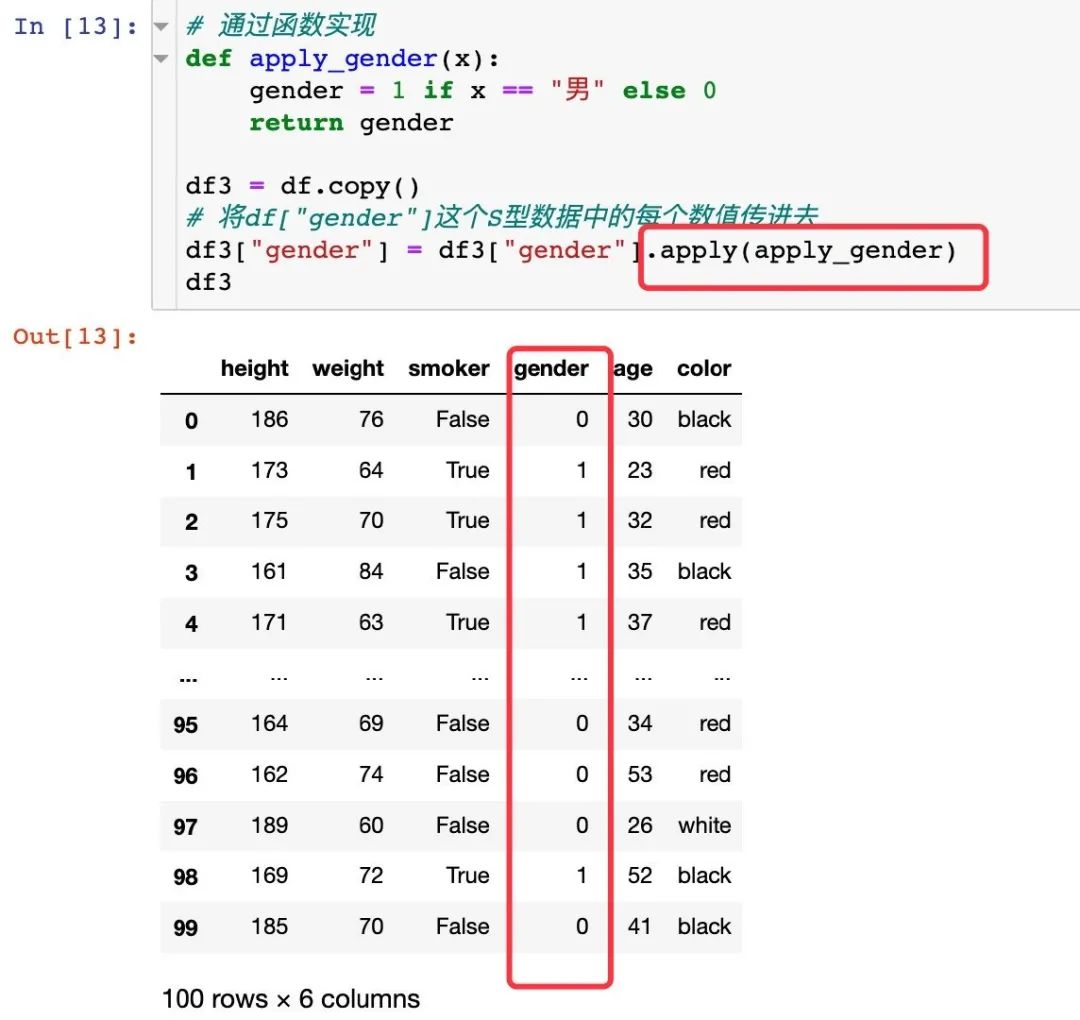 In [13]:
# 通过函数实现
def apply_gender(x):
    gender = 1 if x == "男" else 0
    return gender
df3 = df.copy()
# 将df["gender"]这个S型数据中的每个数值传进去
df3["gender"] = df3["gender"].apply(apply_gender)
df3
Out[13]:
height weight smoker gender age color
0 186 76 False 0 30 black
1 173 64 True 1 23 red
2 175 70 True 1 32 red
3 161 84 False 1 35 black
4 171 63 True 1 37 red
... ... ... ... ... ... ...
95 164 69 False 0 34 red
96 162 74 False 0 53 red
97 189 60 False 0 26 white
98 169 72 True 1 52 black
99 185 70 False 0 41 black
100 rows × 6 columns